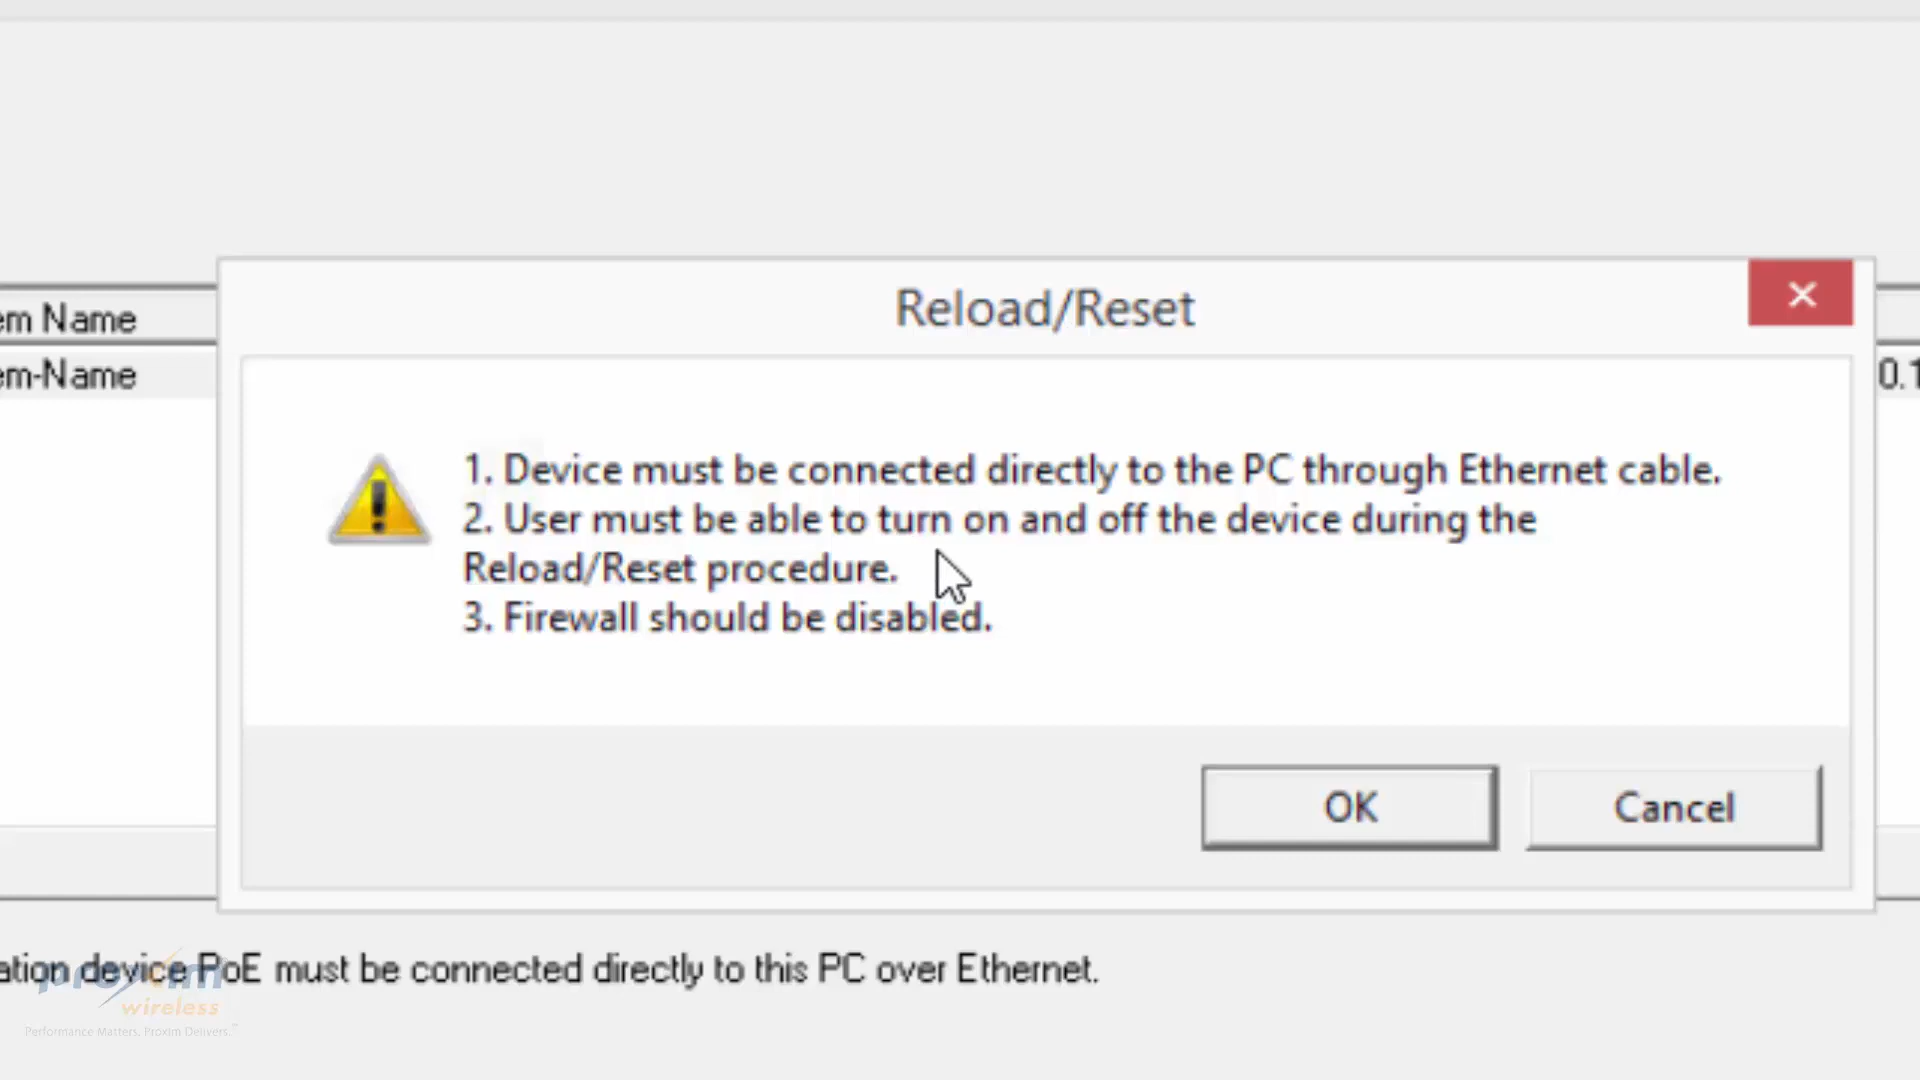 Reload/Reset
em Name
em-Name
0.1
1. Device must be connected directly to the PC through Ethernet cable.
2. User must be able to turn on and off the device during the
Reload/Reset procedure.
3. Firewall should be disabled.
OK
Cancel
ation device PoE must be connected directly to this PC over Ethernet.
proxim
wireless
Performance Matters. Proxim Delivers.™